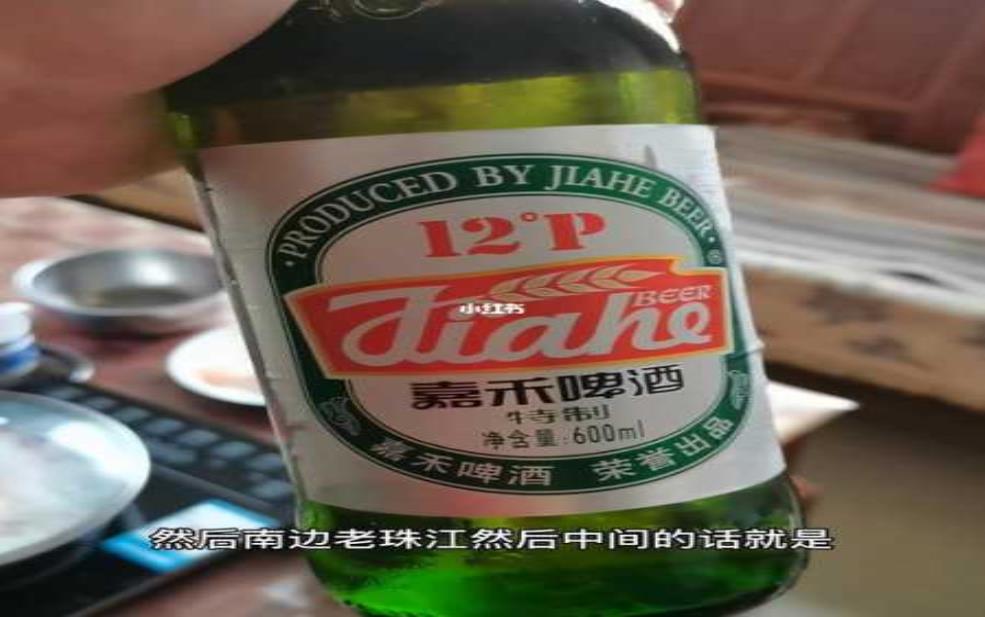 PRODUCED BY JIAHE BEER
12°P
Jiahe BEER
小红书
嘉禾啤酒
特制
净含量:600ml
嘉禾啤酒 荣誉出品
然后南边老珠江然后中间的话就是